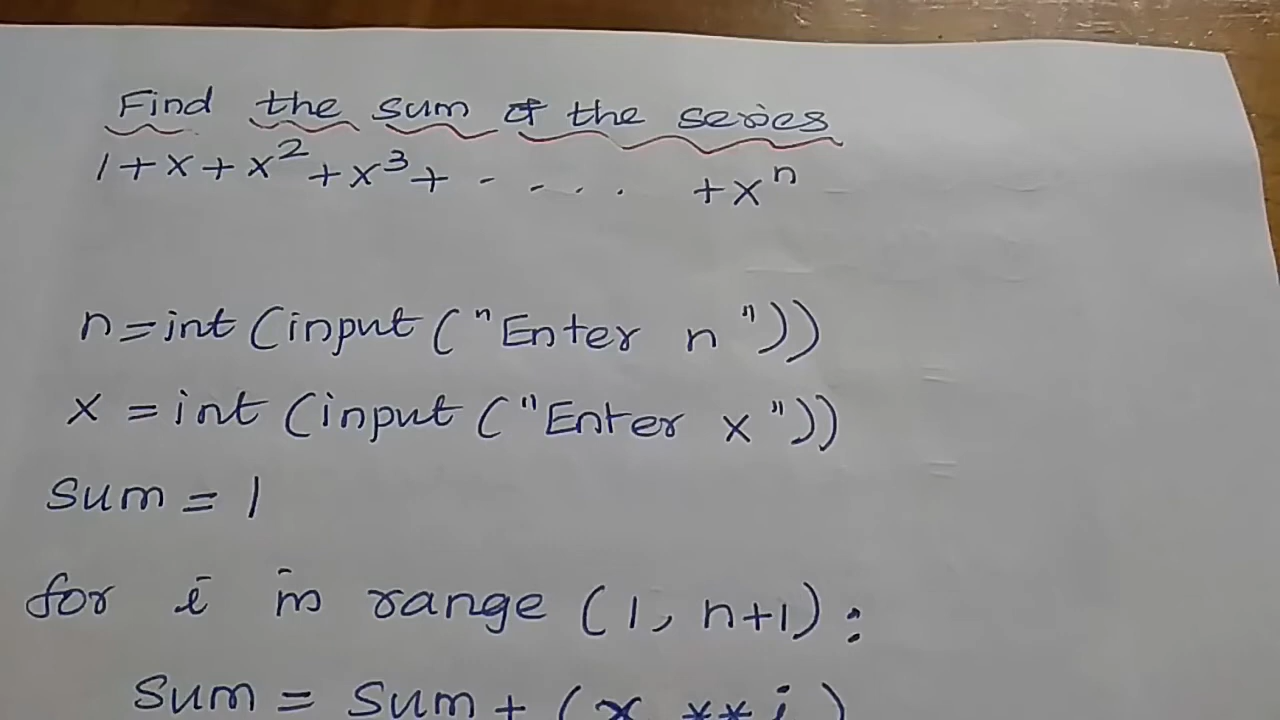 Find the sum of the series
1+x+x²+x³+ - - . . . +xⁿ
n=int(input("Enter n"))
x=int(input("Enter x"))
sum=1
for i in range(1, n+1):
sum = sum + (x**i)